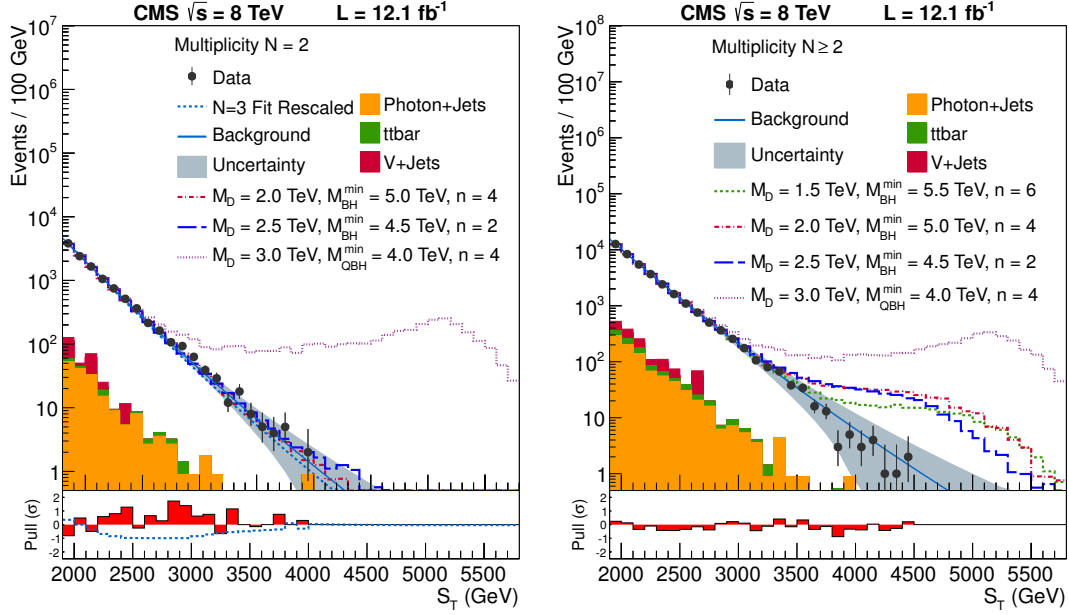 CMS √s = 8 TeV L = 12.1 fb⁻¹
Events / 100 GeV
10⁷
10⁶
10⁵
10⁴
10³
10²
10
1
Multiplicity N = 2
Data
N=3 Fit Rescaled
Background
Uncertainty
Photon+Jets
ttbar
V+Jets
M_D = 2.0 TeV, M_BH^min = 5.0 TeV, n = 4
M_D = 2.5 TeV, M_BH^min = 4.5 TeV, n = 2
M_D = 3.0 TeV, M_QBH^min = 4.0 TeV, n = 4
Pull (σ)
2
1
0
-1
-2
2000 2500 3000 3500 4000 4500 5000 5500
S_T (GeV)
CMS √s = 8 TeV L = 12.1 fb⁻¹
Events / 100 GeV
10⁸
10⁷
10⁶
10⁵
10⁴
10³
10²
10
1
Multiplicity N ≥ 2
Data
Background
Uncertainty
Photon+Jets
ttbar
V+Jets
M_D = 1.5 TeV, M_BH^min = 5.5 TeV, n = 6
M_D = 2.0 TeV, M_BH^min = 5.0 TeV, n = 4
M_D = 2.5 TeV, M_BH^min = 4.5 TeV, n = 2
M_D = 3.0 TeV, M_QBH^min = 4.0 TeV, n = 4
Pull (σ)
2
1
0
-1
-2
2000 2500 3000 3500 4000 4500 5000 5500
S_T (GeV)